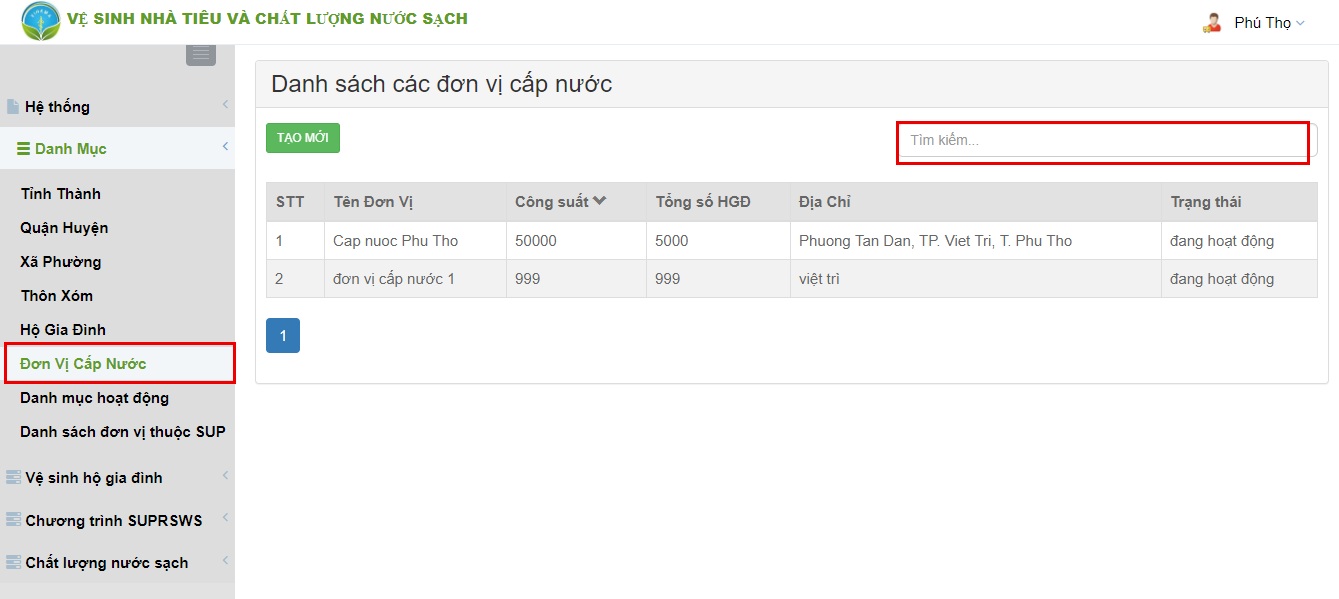 VỆ SINH NHÀ TIÊU VÀ CHẤT LƯỢNG NƯỚC SẠCH
Phú Thọ
Hệ thống
Danh Mục
Tỉnh Thành
Quận Huyện
Xã Phường
Thôn Xóm
Hộ Gia Đình
Đơn Vị Cấp Nước
Danh mục hoạt động
Danh sách đơn vị thuộc SUP
Vệ sinh hộ gia đình
Chương trình SUPRSWS
Chất lượng nước sạch
Danh sách các đơn vị cấp nước
TẠO MỚI
Tìm kiếm...
STT Tên Đơn Vị Công suất Tổng số HGĐ Địa Chỉ Trạng thái
1 Cap nuoc Phu Tho 50000 5000 Phuong Tan Dan, TP. Viet Tri, T. Phu Tho đang hoạt động
2 đơn vị cấp nước 1 999 999 việt trì đang hoạt động
1